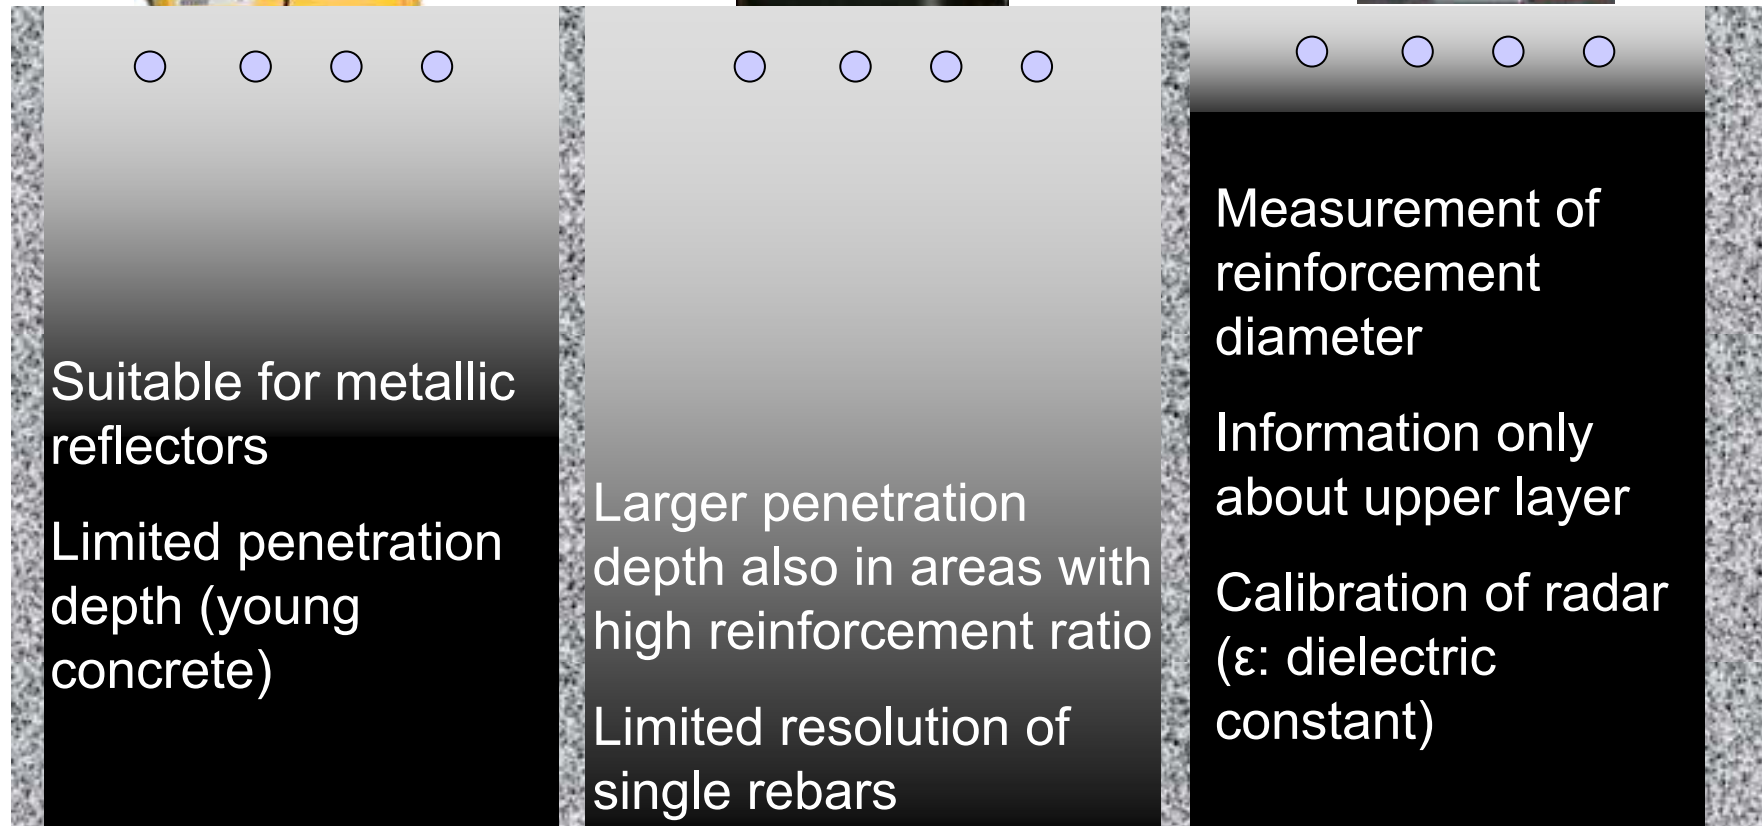 Suitable for metallic
reflectors
Limited penetration
depth (young
concrete)
Larger penetration
depth also in areas with
high reinforcement ratio
Limited resolution of
single rebars
Measurement of
reinforcement
diameter
Information only
about upper layer
Calibration of radar
(ε: dielectric
constant)